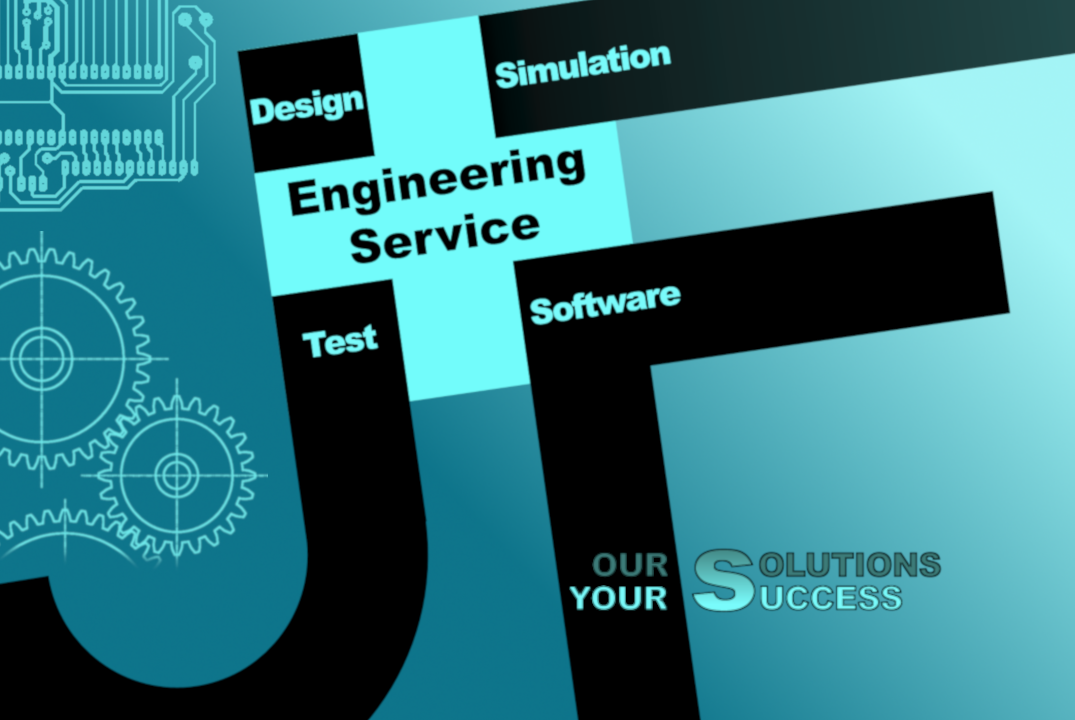 Design
Simulation
Engineering
Service
Test
Software
OUR SOLUTIONS
YOUR SUCCESS